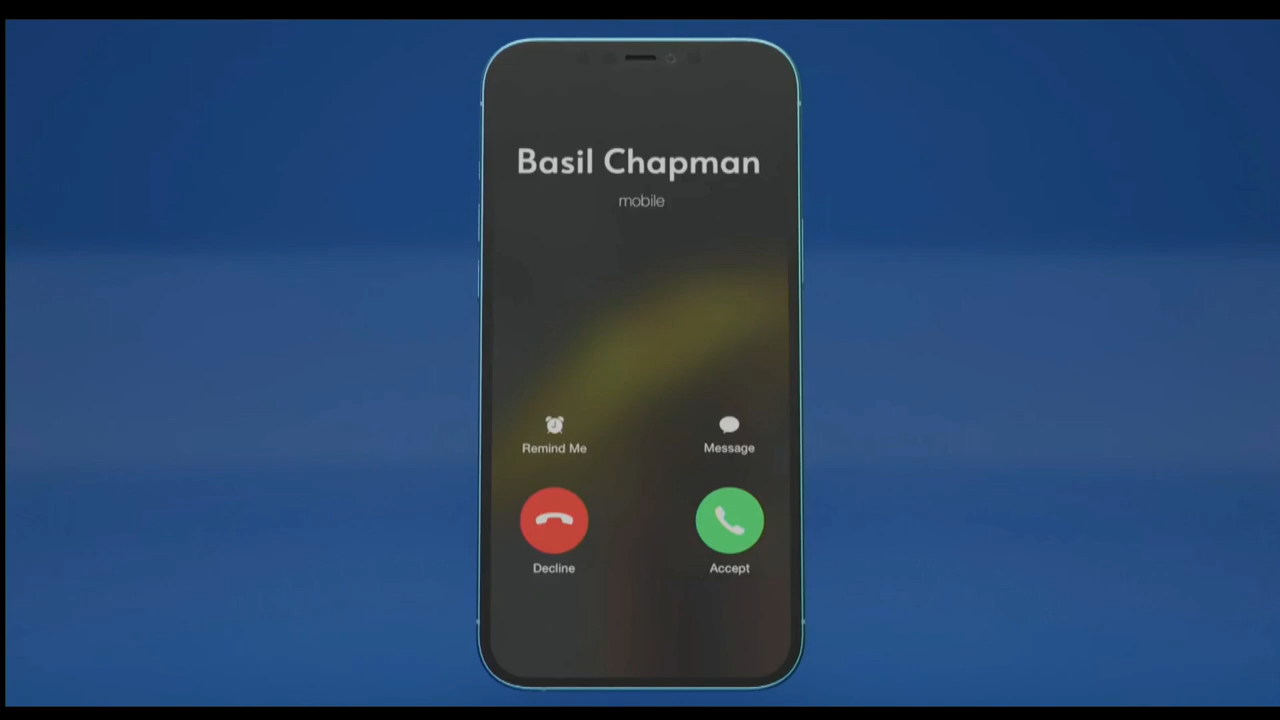 Basil Chapman
mobile
Remind Me
Message
Decline
Accept